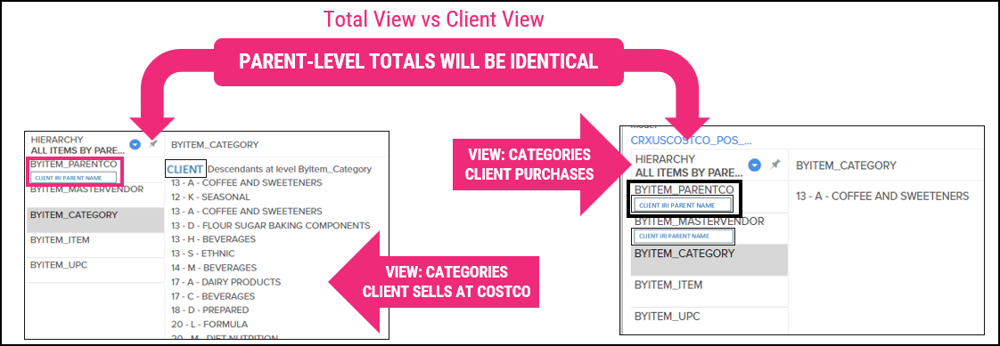 Total View vs Client View
PARENT-LEVEL TOTALS WILL BE IDENTICAL
HIERARCHY
ALL ITEMS BY PARE...
BYITEM_CATEGORY
BYITEM_PARENTCO
CLIENT IRI PARENT NAME
BYITEM_MASTERVENDOR
BYITEM_CATEGORY
BYITEM_ITEM
BYITEM_UPC
CLIENT Descendants at level ByItem_Category
13 - A - COFFEE AND SWEETENERS
12 - K - SEASONAL
13 - A - COFFEE AND SWEETENERS
13 - D - FLOUR SUGAR BAKING COMPONENTS
13 - H - BEVERAGES
13 - S - ETHNIC
14 - M - BEVERAGES
17 - A - DAIRY PRODUCTS
17 - C - BEVERAGES
18 - D - PREPARED
20 - L - FORMULA
20 - M - DIET NUTRITION
VIEW: CATEGORIES
CLIENT SELLS AT COSTCO
VIEW: CATEGORIES
CLIENT PURCHASES
model
CRXUSCOSTCO_POS_...
HIERARCHY
ALL ITEMS BY PARE...
BYITEM_CATEGORY
BYITEM_PARENTCO
CLIENT IRI PARENT NAME
BYITEM_MASTERVENDOR
CLIENT IRI PARENT NAME
BYITEM_CATEGORY
BYITEM_ITEM
BYITEM_UPC
13 - A - COFFEE AND SWEETENERS